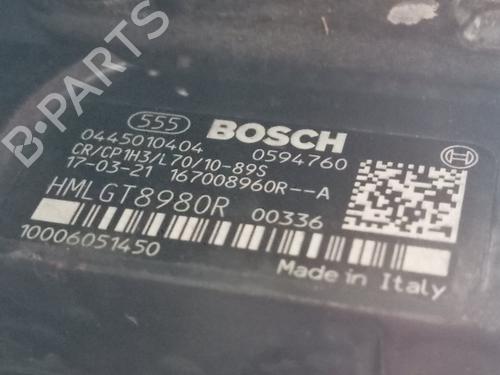 555 BOSCH
0445010404 0594760
CR/CP1H3/L70/10-89S
17-03-21 167008960R--A
HMLGT8980R 00336
10006051450 Made in Italy
B-PARTS